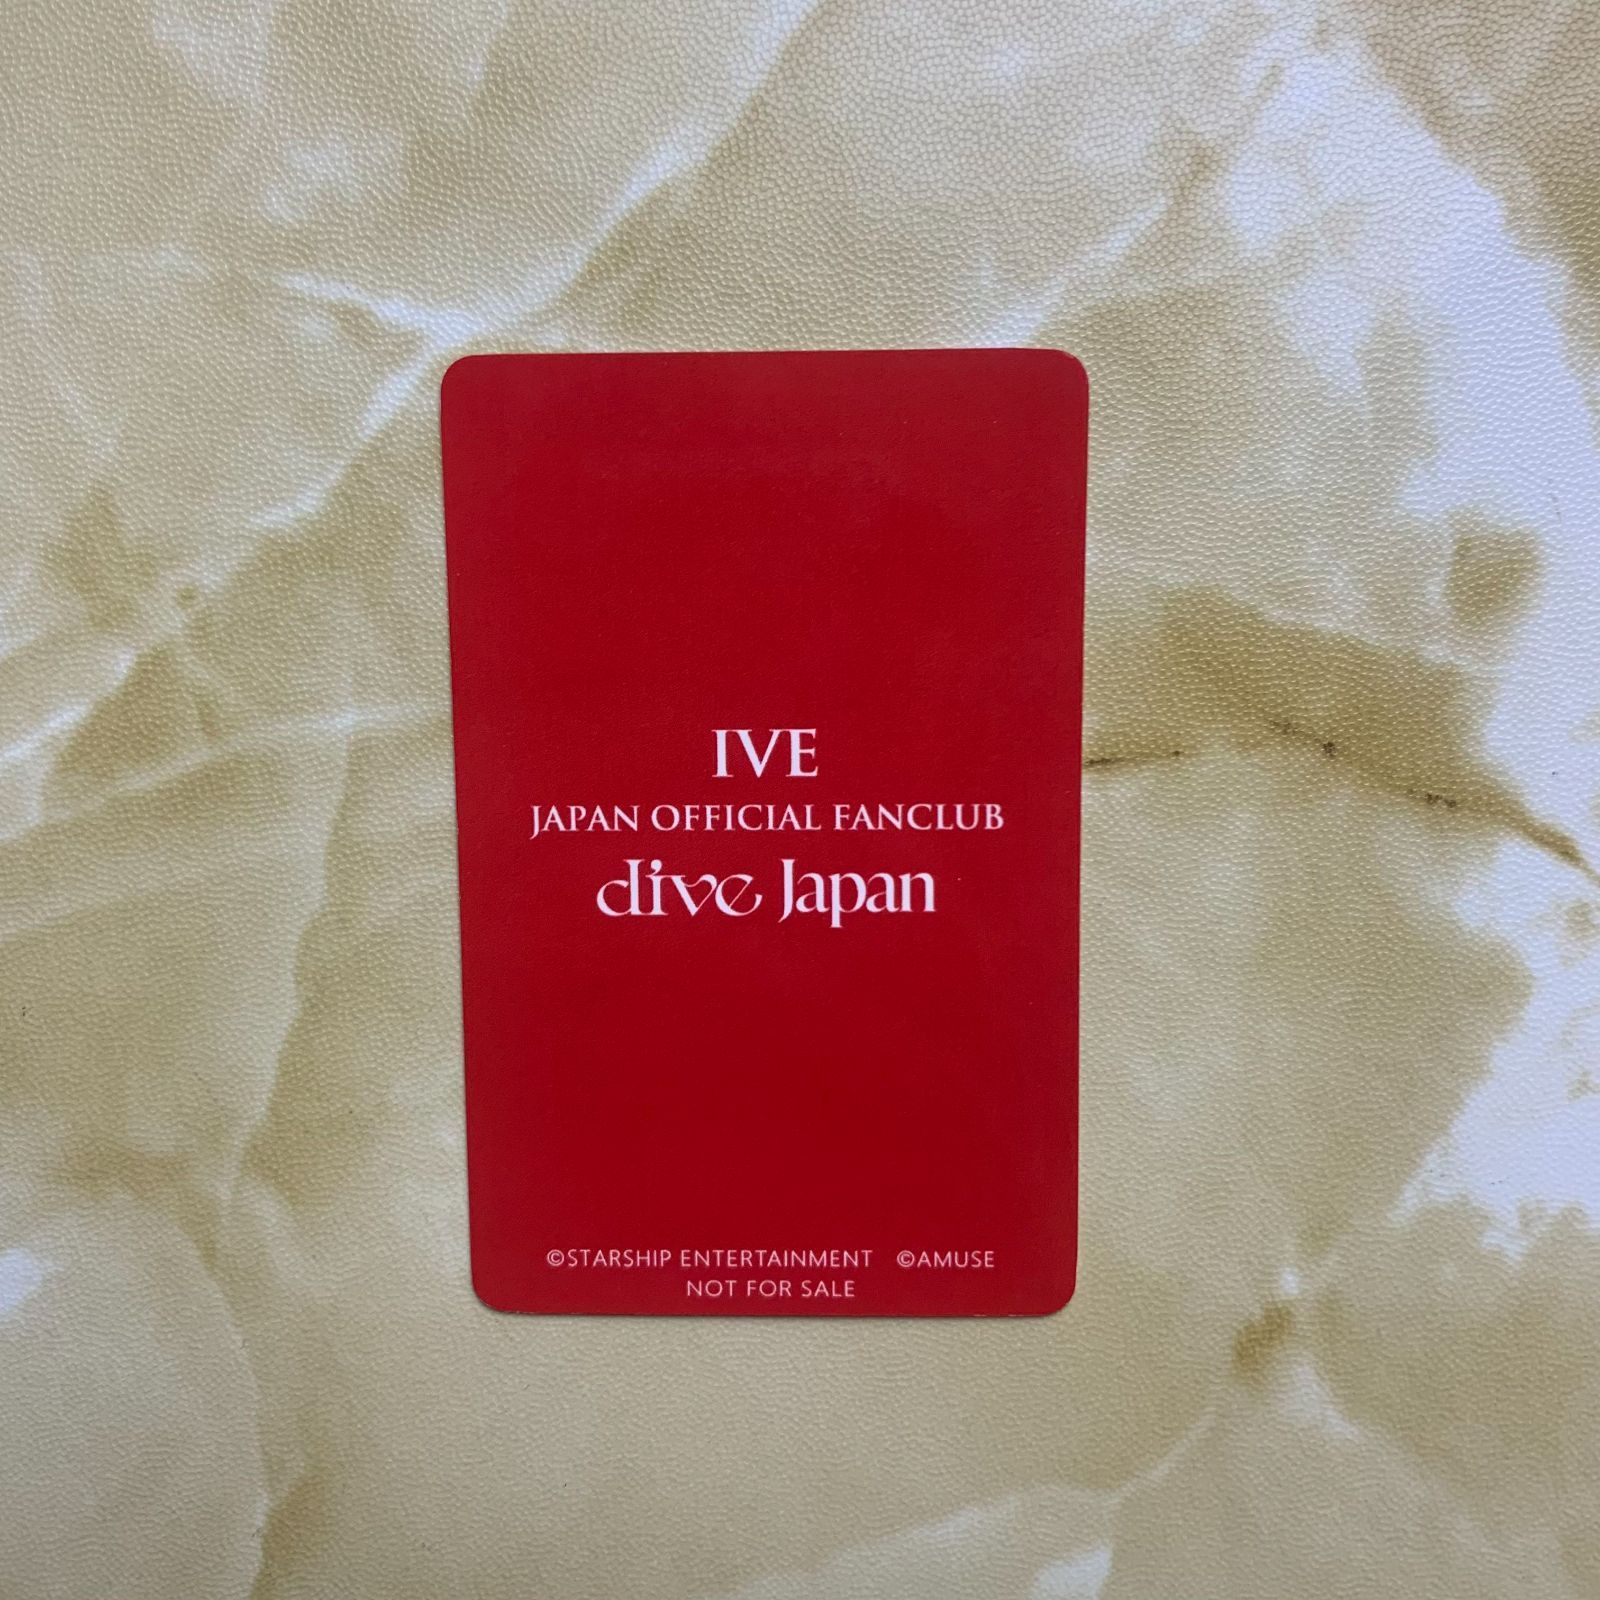 IVE
JAPAN OFFICIAL FANCLUB
dive Japan
©STARSHIP ENTERTAINMENT ©AMUSE
NOT FOR SALE